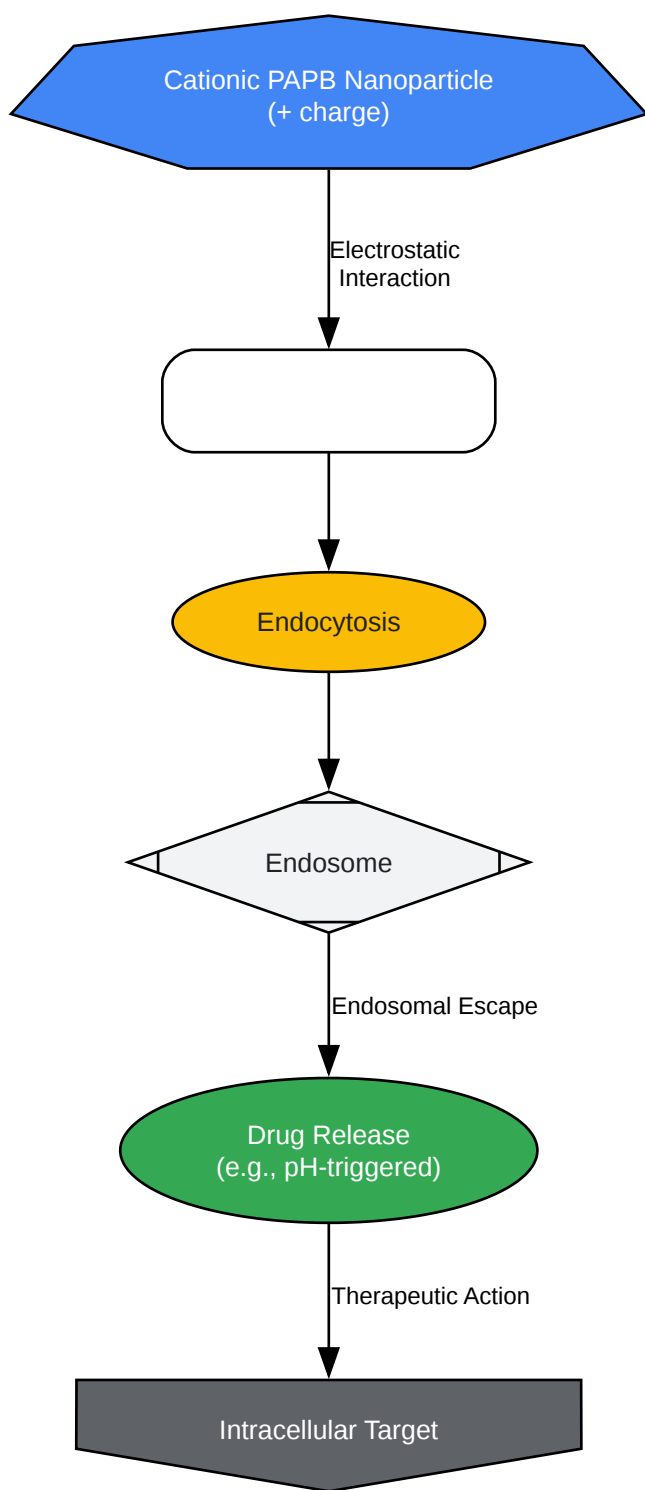 Cationic PAPB Nanoparticle
(+ charge)
Electrostatic
Interaction
Endocytosis
Endosome
Endosomal Escape
Drug Release
(e.g., pH-triggered)
Therapeutic Action
Intracellular Target